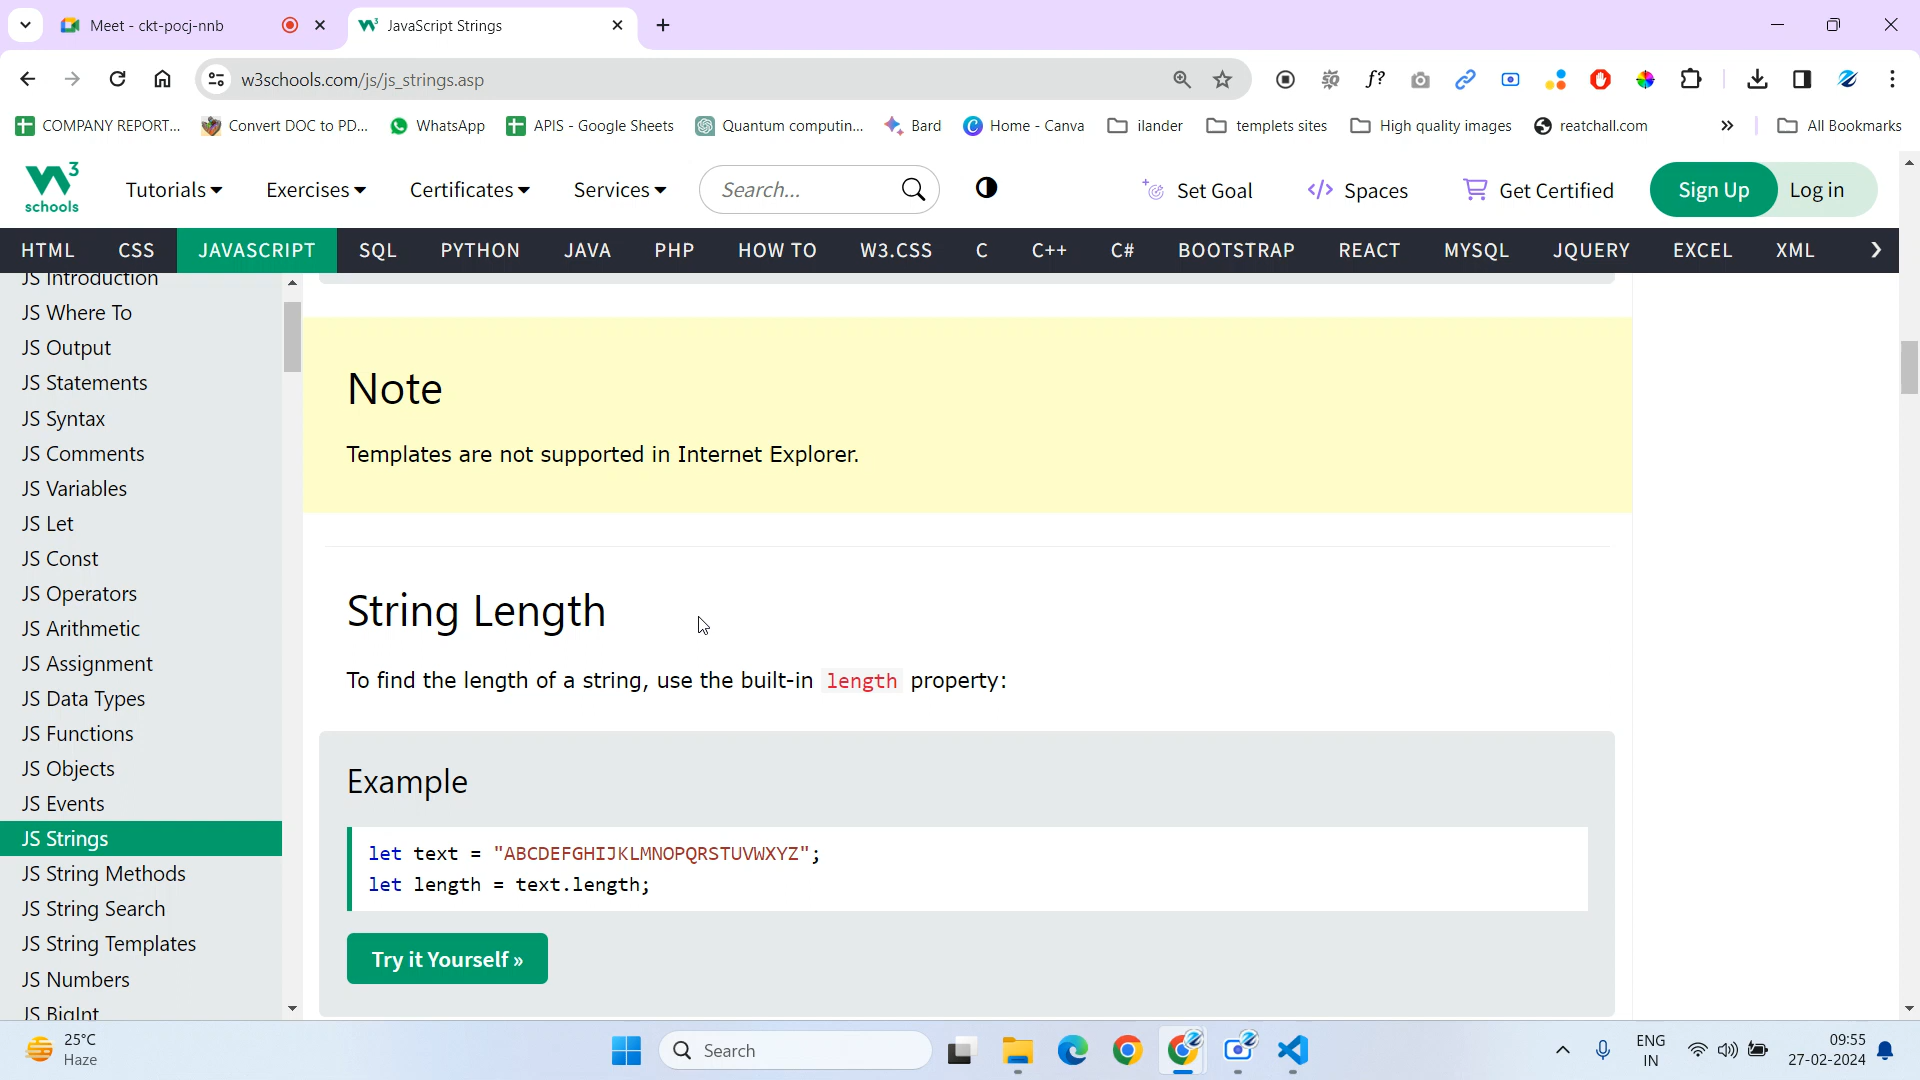 Meet - ckt-pocj-nnb
JavaScript Strings
w3schools.com/js/js_strings.asp
f?
COMPANY REPORT...
Convert DOC to PD...
WhatsApp
APIS - Google Sheets
Quantum computin...
Bard
Home - Canva
ilander
templets sites
High quality images
reatchall.com
All Bookmarks
W3
schools
Tutorials
Exercises
Certificates
Services
Search...
Set Goal
Spaces
Get Certified
Sign Up
Log in
HTML
CSS
JAVASCRIPT
SQL
PYTHON
JAVA
PHP
HOW TO
W3.CSS
C
C++
C#
BOOTSTRAP
REACT
MYSQL
JQUERY
EXCEL
XML
JS Introduction
JS Where To
JS Output
JS Statements
JS Syntax
JS Comments
JS Variables
JS Let
JS Const
JS Operators
JS Arithmetic
JS Assignment
JS Data Types
JS Functions
JS Objects
JS Events
JS Strings
JS String Methods
JS String Search
JS String Templates
JS Numbers
JS BigInt
Note
Templates are not supported in Internet Explorer.
String Length
To find the length of a string, use the built-in length property:
Example
let text = "ABCDEFGHIJKLMNOPQRSTUVWXYZ";
let length = text.length;
Try it Yourself »
25°C
Haze
Search
ENG
IN
09:55
27-02-2024